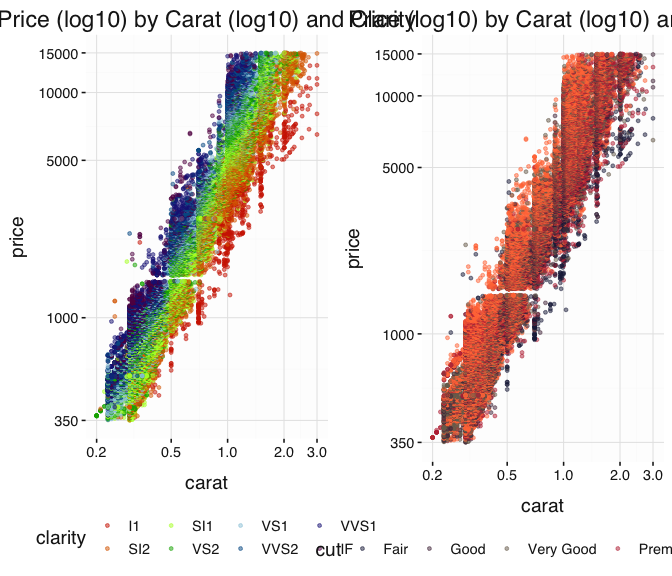 Price (log10) by Carat (log10) and Clarity
Price (log10) by Carat (log10) a
15000
10000
5000
1000
350
price
0.2 0.5 1.0 2.0 3.0
carat
15000
10000
5000
1000
350
price
0.2 0.5 1.0 2.0 3.0
carat
clarity
I1 SI1 VS1 VVS1
SI2 VS2 VVS2 IF
cut Fair Good Very Good Prem